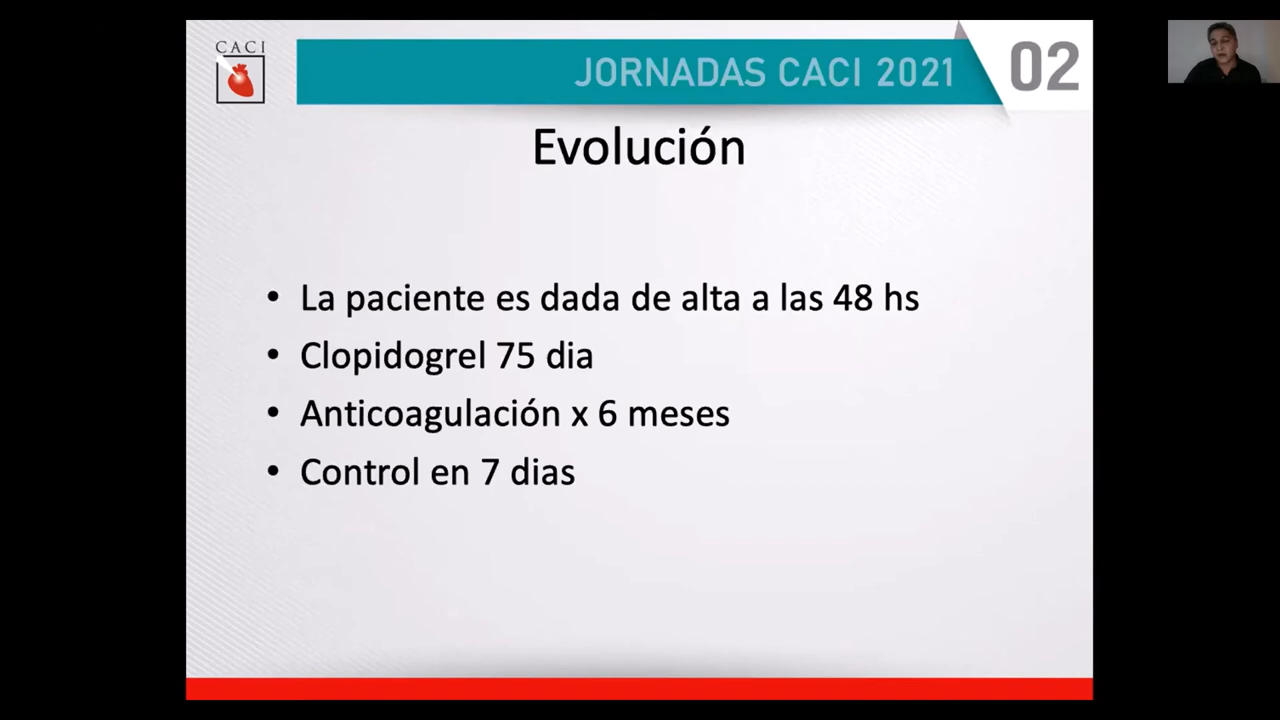 CACI
JORNADAS CACI 2021
02
Evolución
• La paciente es dada de alta a las 48 hs
• Clopidogrel 75 dia
• Anticoagulación x 6 meses
• Control en 7 dias